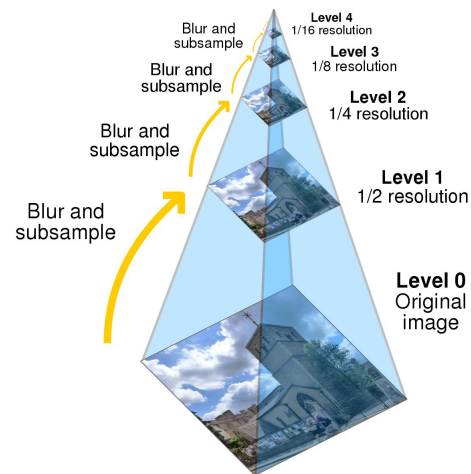 Level 4
1/16 resolution
Blur and
subsample
Level 3
1/8 resolution
Blur and
subsample
Level 2
1/4 resolution
Blur and
subsample
Level 1
1/2 resolution
Blur and
subsample
Level 0
Original
image